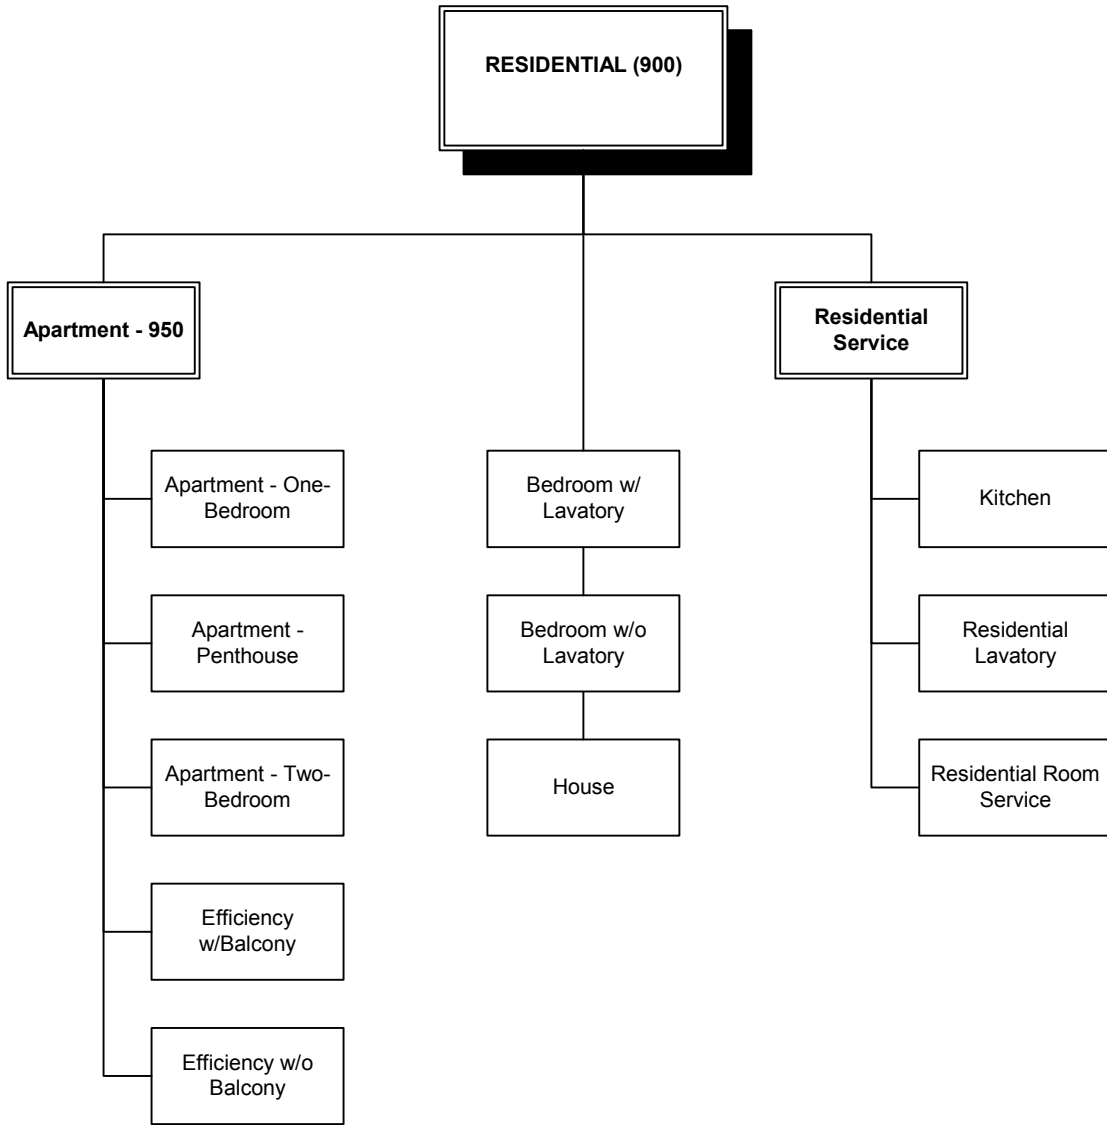 RESIDENTIAL (900)
Apartment - 950
Residential
Service
Apartment - One-
Bedroom
Bedroom w/
Lavatory
Kitchen
Apartment -
Penthouse
Bedroom w/o
Lavatory
Residential
Lavatory
Apartment - Two-
Bedroom
House
Residential Room
Service
Efficiency
w/Balcony
Efficiency w/o
Balcony